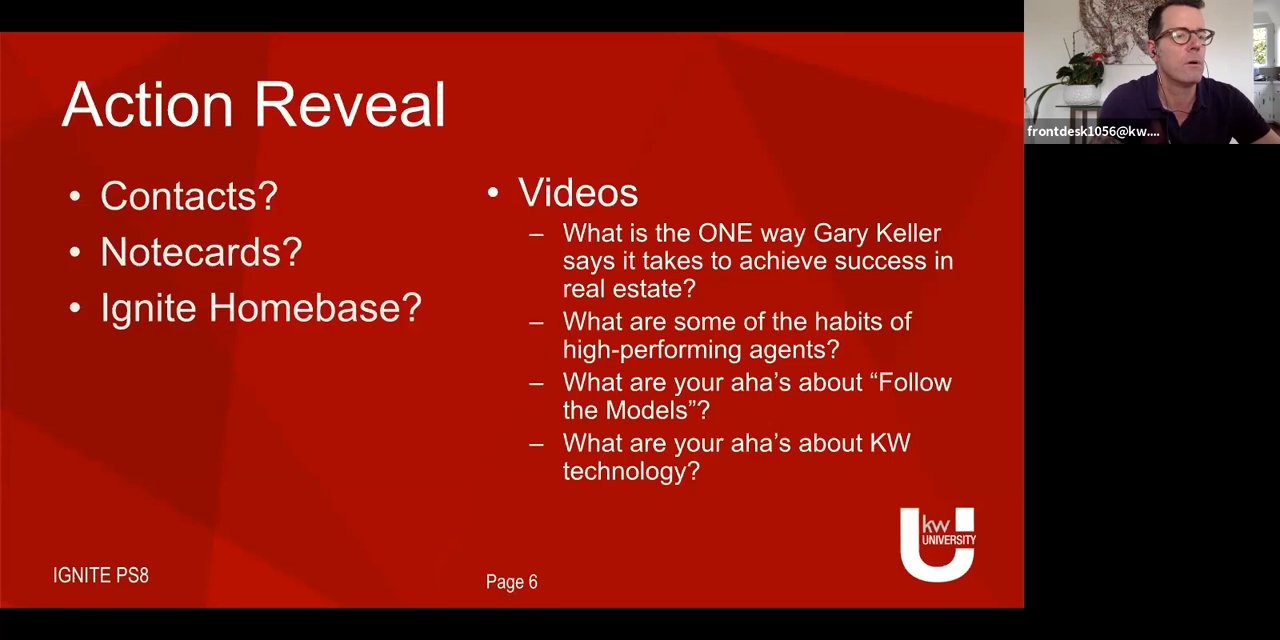 Action Reveal
• Contacts?
• Notecards?
• Ignite Homebase?
• Videos
– What is the ONE way Gary Keller
says it takes to achieve success in
real estate?
– What are some of the habits of
high-performing agents?
– What are your aha’s about “Follow
the Models”?
– What are your aha’s about KW
technology?
kw
UNIVERSITY
IGNITE PS8
Page 6
frontdesk1056@kw....